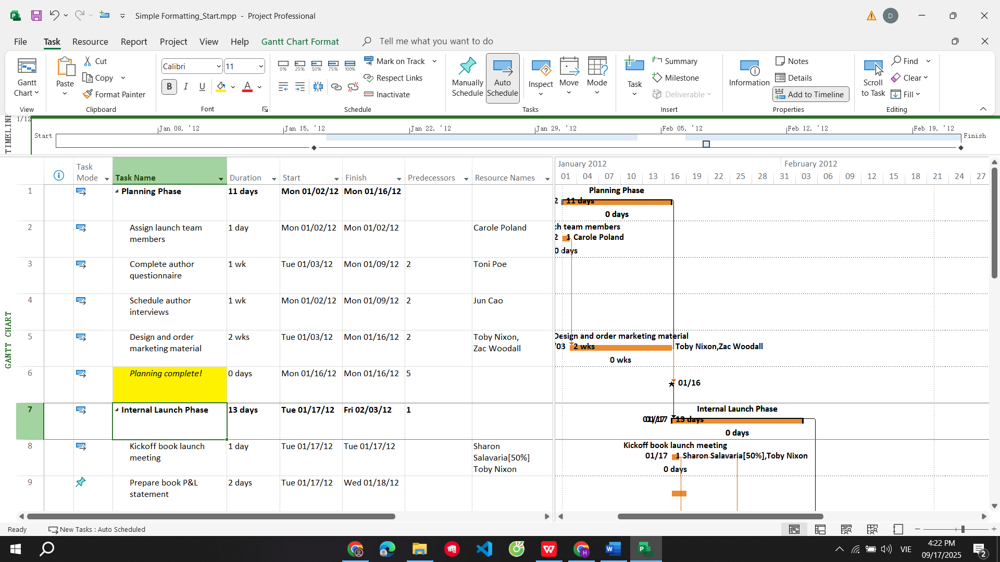 Simple Formatting_Start.mpp - Project Professional
D
File Task Resource Report Project View Help Gantt Chart Format Tell me what you want to do
Gantt Chart
View
Paste
Cut
Copy
Format Painter
Clipboard
Calibri 11
B I U A
Font
0% 25% 50% 75% 100%
Mark on Track
Respect Links
Inactivate
Schedule
Manually Schedule
Auto Schedule
Inspect
Move
Mode
Tasks
Task
Summary
Milestone
Deliverable
Insert
Information
Notes
Details
Add to Timeline
Properties
Scroll to Task
Find
Clear
Fill
Editing
TIMELINE
1/12
Jan 08, '12 Jan 15, '12 Jan 22, '12 Jan 29, '12 Feb 05, '12 Feb 12, '12 Feb 19, '12
Start
Finish
GANTT CHART
Task Mode Task Name Duration Start Finish Predecessors Resource Names
1 Planning Phase 11 days Mon 01/02/12 Mon 01/16/12
2 Assign launch team members 1 day Mon 01/02/12 Mon 01/02/12 Carole Poland
3 Complete author questionnaire 1 wk Tue 01/03/12 Mon 01/09/12 2 Toni Poe
4 Schedule author interviews 1 wk Mon 01/02/12 Mon 01/09/12 2 Jun Cao
5 Design and order marketing material 2 wks Tue 01/03/12 Mon 01/16/12 2 Toby Nixon, Zac Woodall
6 Planning complete! 0 days Mon 01/16/12 Mon 01/16/12 5
7 Internal Launch Phase 13 days Tue 01/17/12 Fri 02/03/12 1
8 Kickoff book launch meeting 1 day Tue 01/17/12 Tue 01/17/12 Sharon Salavaria[50%] Toby Nixon
9 Prepare book P&L statement 2 days Tue 01/17/12 Wed 01/18/12
January 2012 February 2012
01 04 07 10 13 16 19 22 25 28 31 03 06 09 12 15 18 21 24 27
Planning Phase
2 11 days
0 days
ch team members
2 1 Carole Poland
0 days
Design and order marketing material
/03 2 wks Toby Nixon,Zac Woodall
0 wks
01/16
Internal Launch Phase
01/17 13 days
0 days
Kickoff book launch meeting
01/17 1 Sharon Salavaria[50%],Toby Nixon
0 days
Ready New Tasks : Auto Scheduled
VIE
4:22 PM
09/17/2025
2